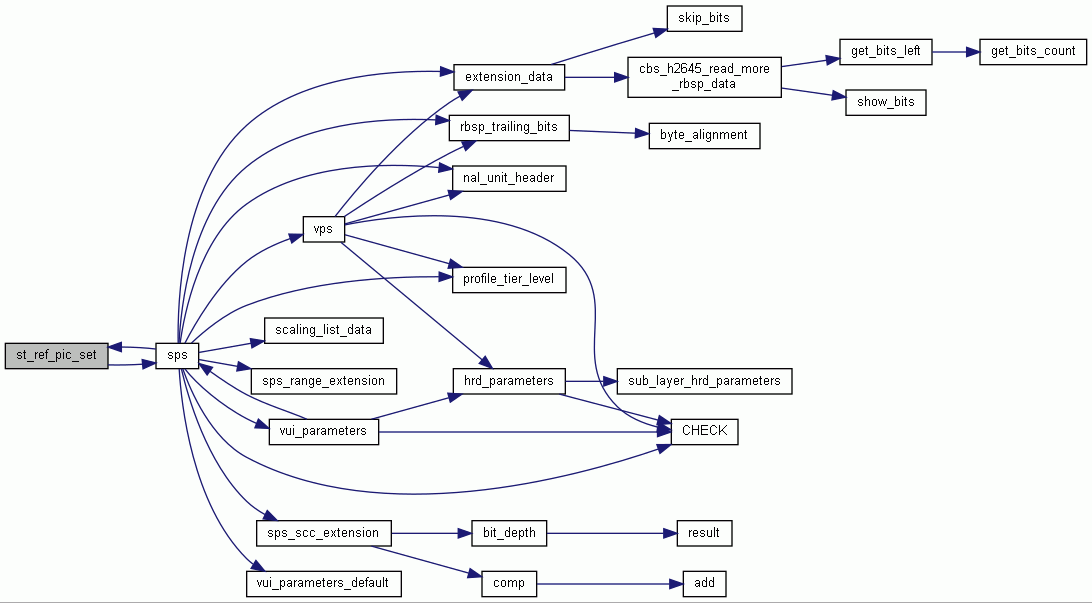 skip_bits
get_bits_left
get_bits_count
cbs_h2645_read_more
_rbsp_data
extension_data
show_bits
rbsp_trailing_bits
byte_alignment
nal_unit_header
vps
profile_tier_level
scaling_list_data
st_ref_pic_set
sps
sps_range_extension
hrd_parameters
sub_layer_hrd_parameters
vui_parameters
CHECK
sps_scc_extension
bit_depth
result
vui_parameters_default
comp
add